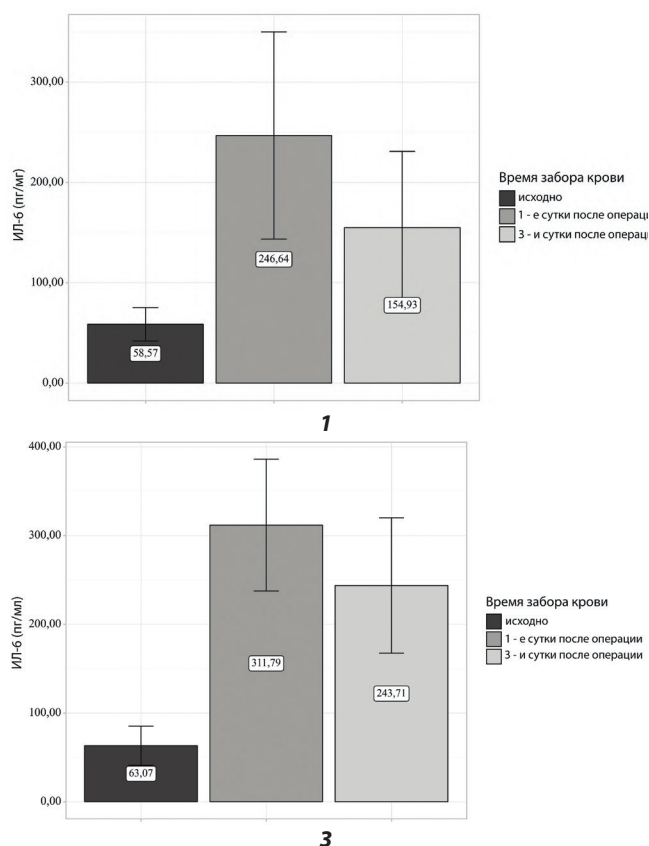 300,00
200,00
100,00
0,00
ИЛ-6 (пг/мг)
246,64
154,93
58,57
Время забора крови
исходно
1 - е сутки после операци
3 - и сутки после операци
1
400,00
300,00
200,00
100,00
0,00
ИЛ-6 (пг/мл)
311,79
243,71
63,07
Время забора крови
исходно
1 - е сутки после операции
3 - и сутки после операции
3